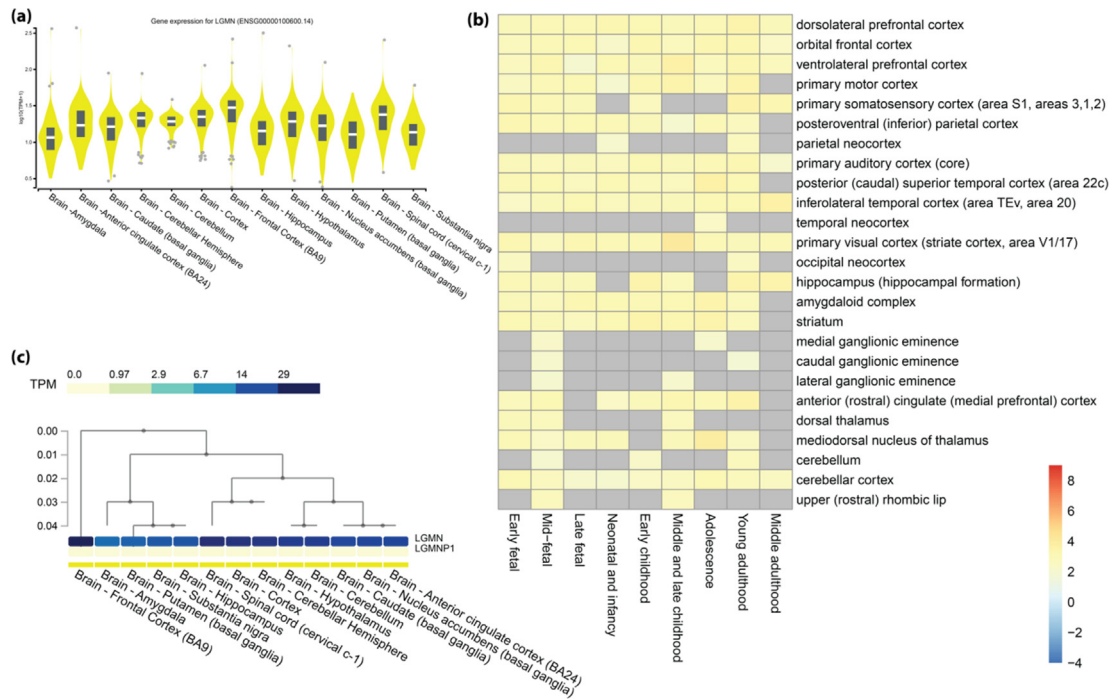 (a)
Gene expression for LGMN (ENSG00000100600.14)
log10(TPM+1)
2.5
2.0
1.5
1.0
0.5
Brain -Amygdala
Brain -Anterior cingulate cortex (BA24)
Brain - Caudate (basal ganglia)
Brain - Cerebellar Hemisphere
Brain - Cerebellum
Brain - Cortex
Brain - Frontal Cortex (BA9)
Brain - Hippocampus
Brain - Hypothalamus
Brain - Nucleus accumbens (basal ganglia)
Brain - Putamen (basal ganglia)
Brain - Spinal cord (cervical c-1)
Brain - Substantia nigra
(b)
dorsolateral prefrontal cortex
orbital frontal cortex
ventrolateral prefrontal cortex
primary motor cortex
primary somatosensory cortex (area S1, areas 3,1,2)
posteroventral (inferior) parietal cortex
parietal neocortex
primary auditory cortex (core)
posterior (caudal) superior temporal cortex (area 22c)
inferolateral temporal cortex (area TEv, area 20)
temporal neocortex
primary visual cortex (striate cortex, area V1/17)
occipital neocortex
hippocampus (hippocampal formation)
amygdaloid complex
striatum
medial ganglionic eminence
caudal ganglionic eminence
lateral ganglionic eminence
anterior (rostral) cingulate (medial prefrontal) cortex
dorsal thalamus
mediodorsal nucleus of thalamus
cerebellum
cerebellar cortex
upper (rostral) rhombic lip
Early fetal
Mid-fetal
Late fetal
Neonatal and infancy
Early childhood
Middle and late childhood
Adolescence
Young adulthood
Middle adulthood
8
6
4
2
0
−2
−4
(c)
TPM
0.0 0.97 2.9 6.7 14 29
0.00
0.01
0.02
0.03
0.04
LGMN
LGMNP1
Brain - Frontal Cortex (BA9)
Brain - Amygdala
Brain - Putamen (basal ganglia)
Brain - Substantia nigra
Brain - Hippocampus
Brain - Spinal cord (cervical c-1)
Brain - Cortex
Brain - Cerebellar Hemisphere
Brain - Hypothalamus
Brain - Cerebellum
Brain - Caudate (basal ganglia)
Brain - Nucleus accumbens (basal ganglia)
Brain - Anterior cingulate cortex (BA24)